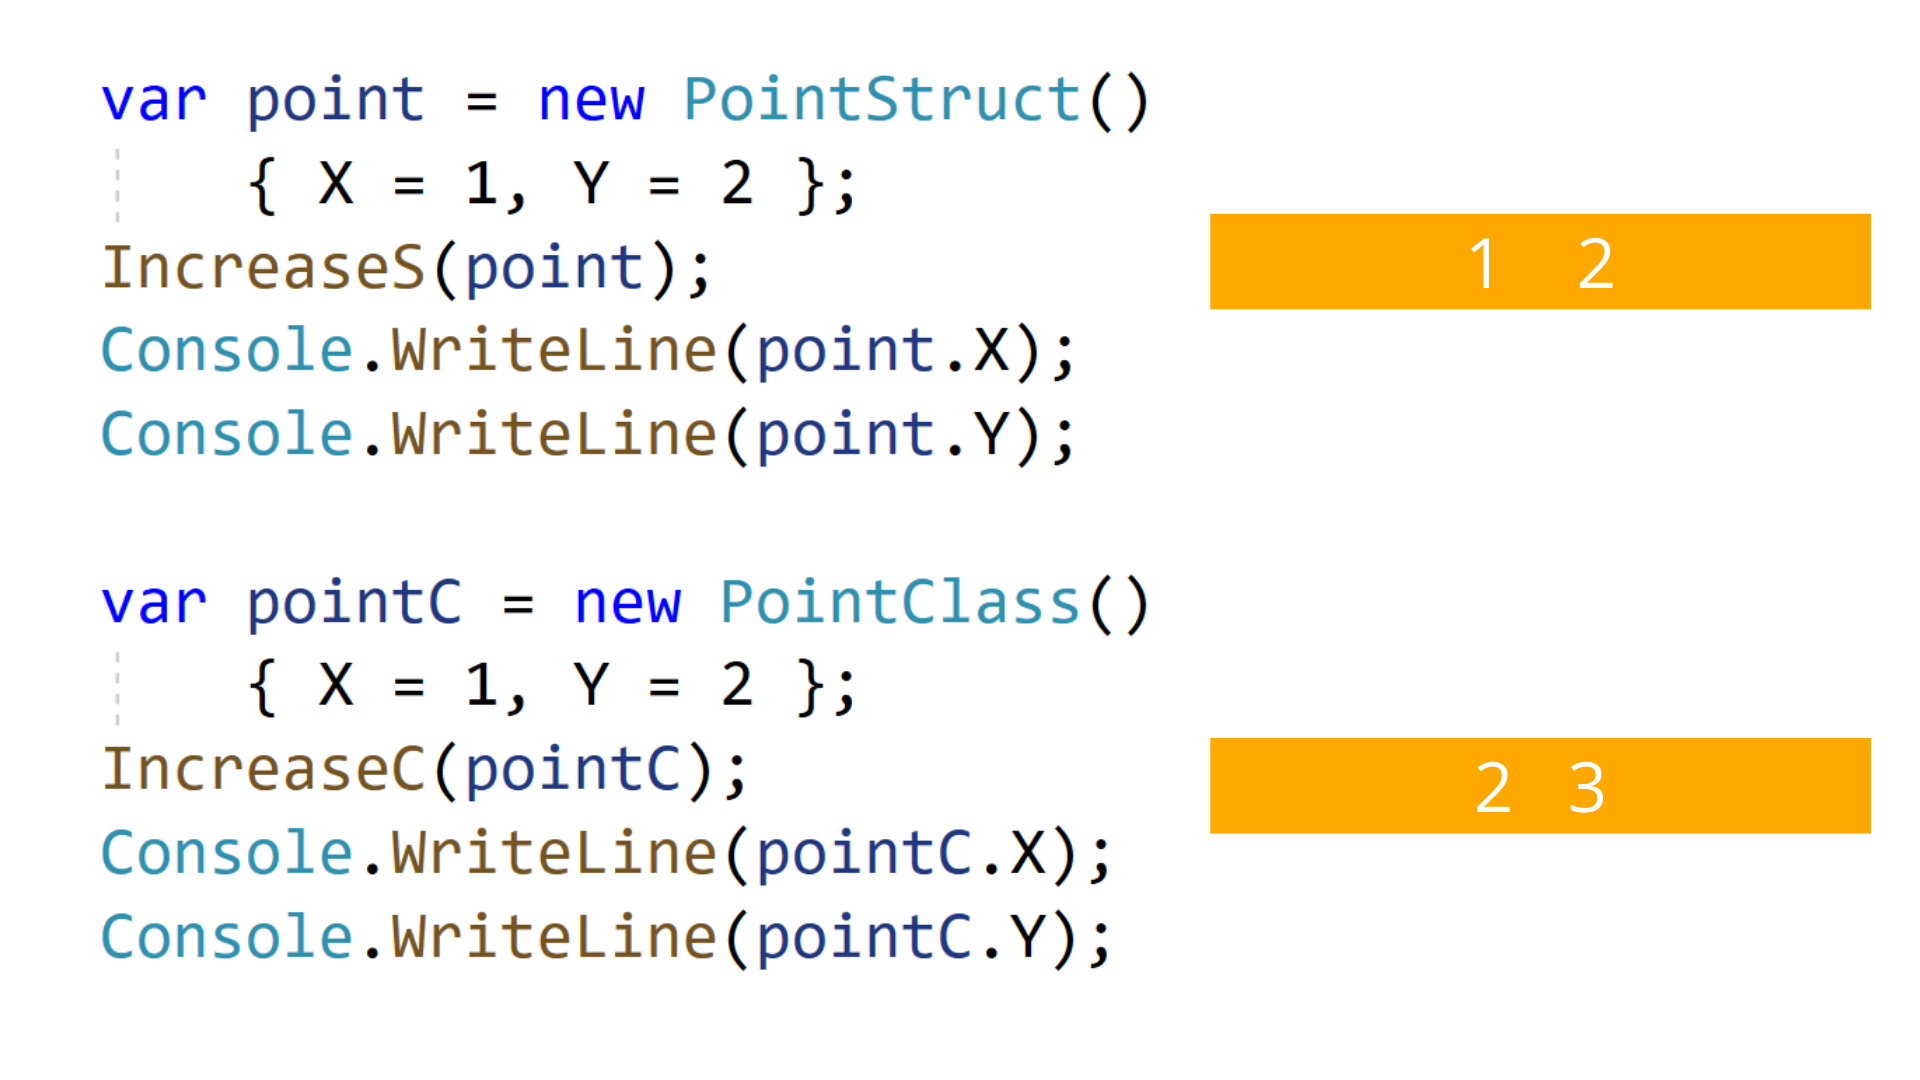 var point = new PointStruct()
{ X = 1, Y = 2 };
IncreaseS(point);
Console.WriteLine(point.X);
Console.WriteLine(point.Y);
1 2
var pointC = new PointClass()
{ X = 1, Y = 2 };
IncreaseC(pointC);
Console.WriteLine(pointC.X);
Console.WriteLine(pointC.Y);
2 3